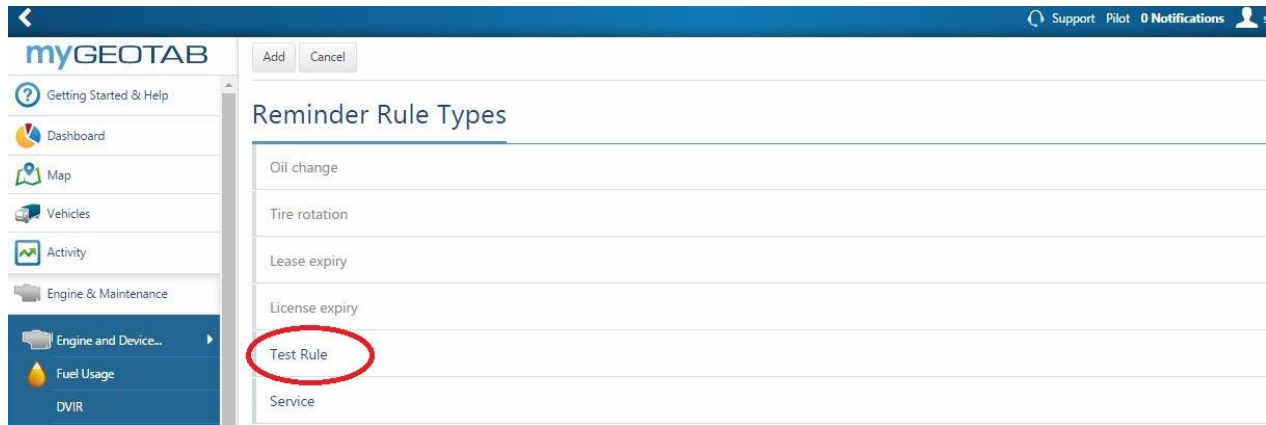 Support Pilot 0 Notifications
myGEOTAB
Add Cancel
Getting Started & Help
Dashboard
Map
Vehicles
Activity
Engine & Maintenance
Engine and Device...
Fuel Usage
DVIR
Reminder Rule Types
Oil change
Tire rotation
Lease expiry
License expiry
Test Rule
Service